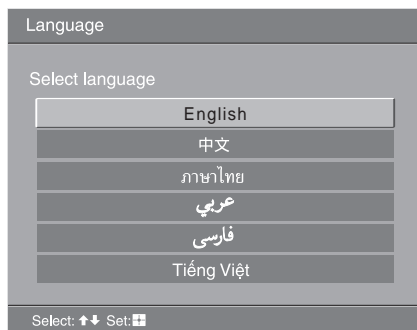 Language
Select language
English
中文
ภาษาไทย
عربي
فارسی
Tiếng Việt
Select: ⬆⬇ Set: